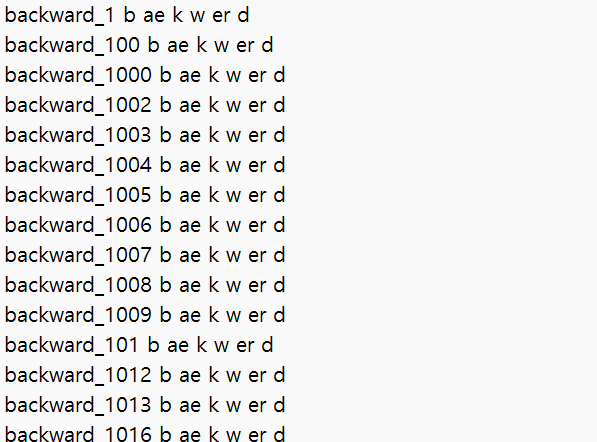 backward_1 b ae k w er d
backward_100 b ae k w er d
backward_1000 b ae k w er d
backward_1002 b ae k w er d
backward_1003 b ae k w er d
backward_1004 b ae k w er d
backward_1005 b ae k w er d
backward_1006 b ae k w er d
backward_1007 b ae k w er d
backward_1008 b ae k w er d
backward_1009 b ae k w er d
backward_101 b ae k w er d
backward_1012 b ae k w er d
backward_1013 b ae k w er d
backward_1016 b ae k w er d